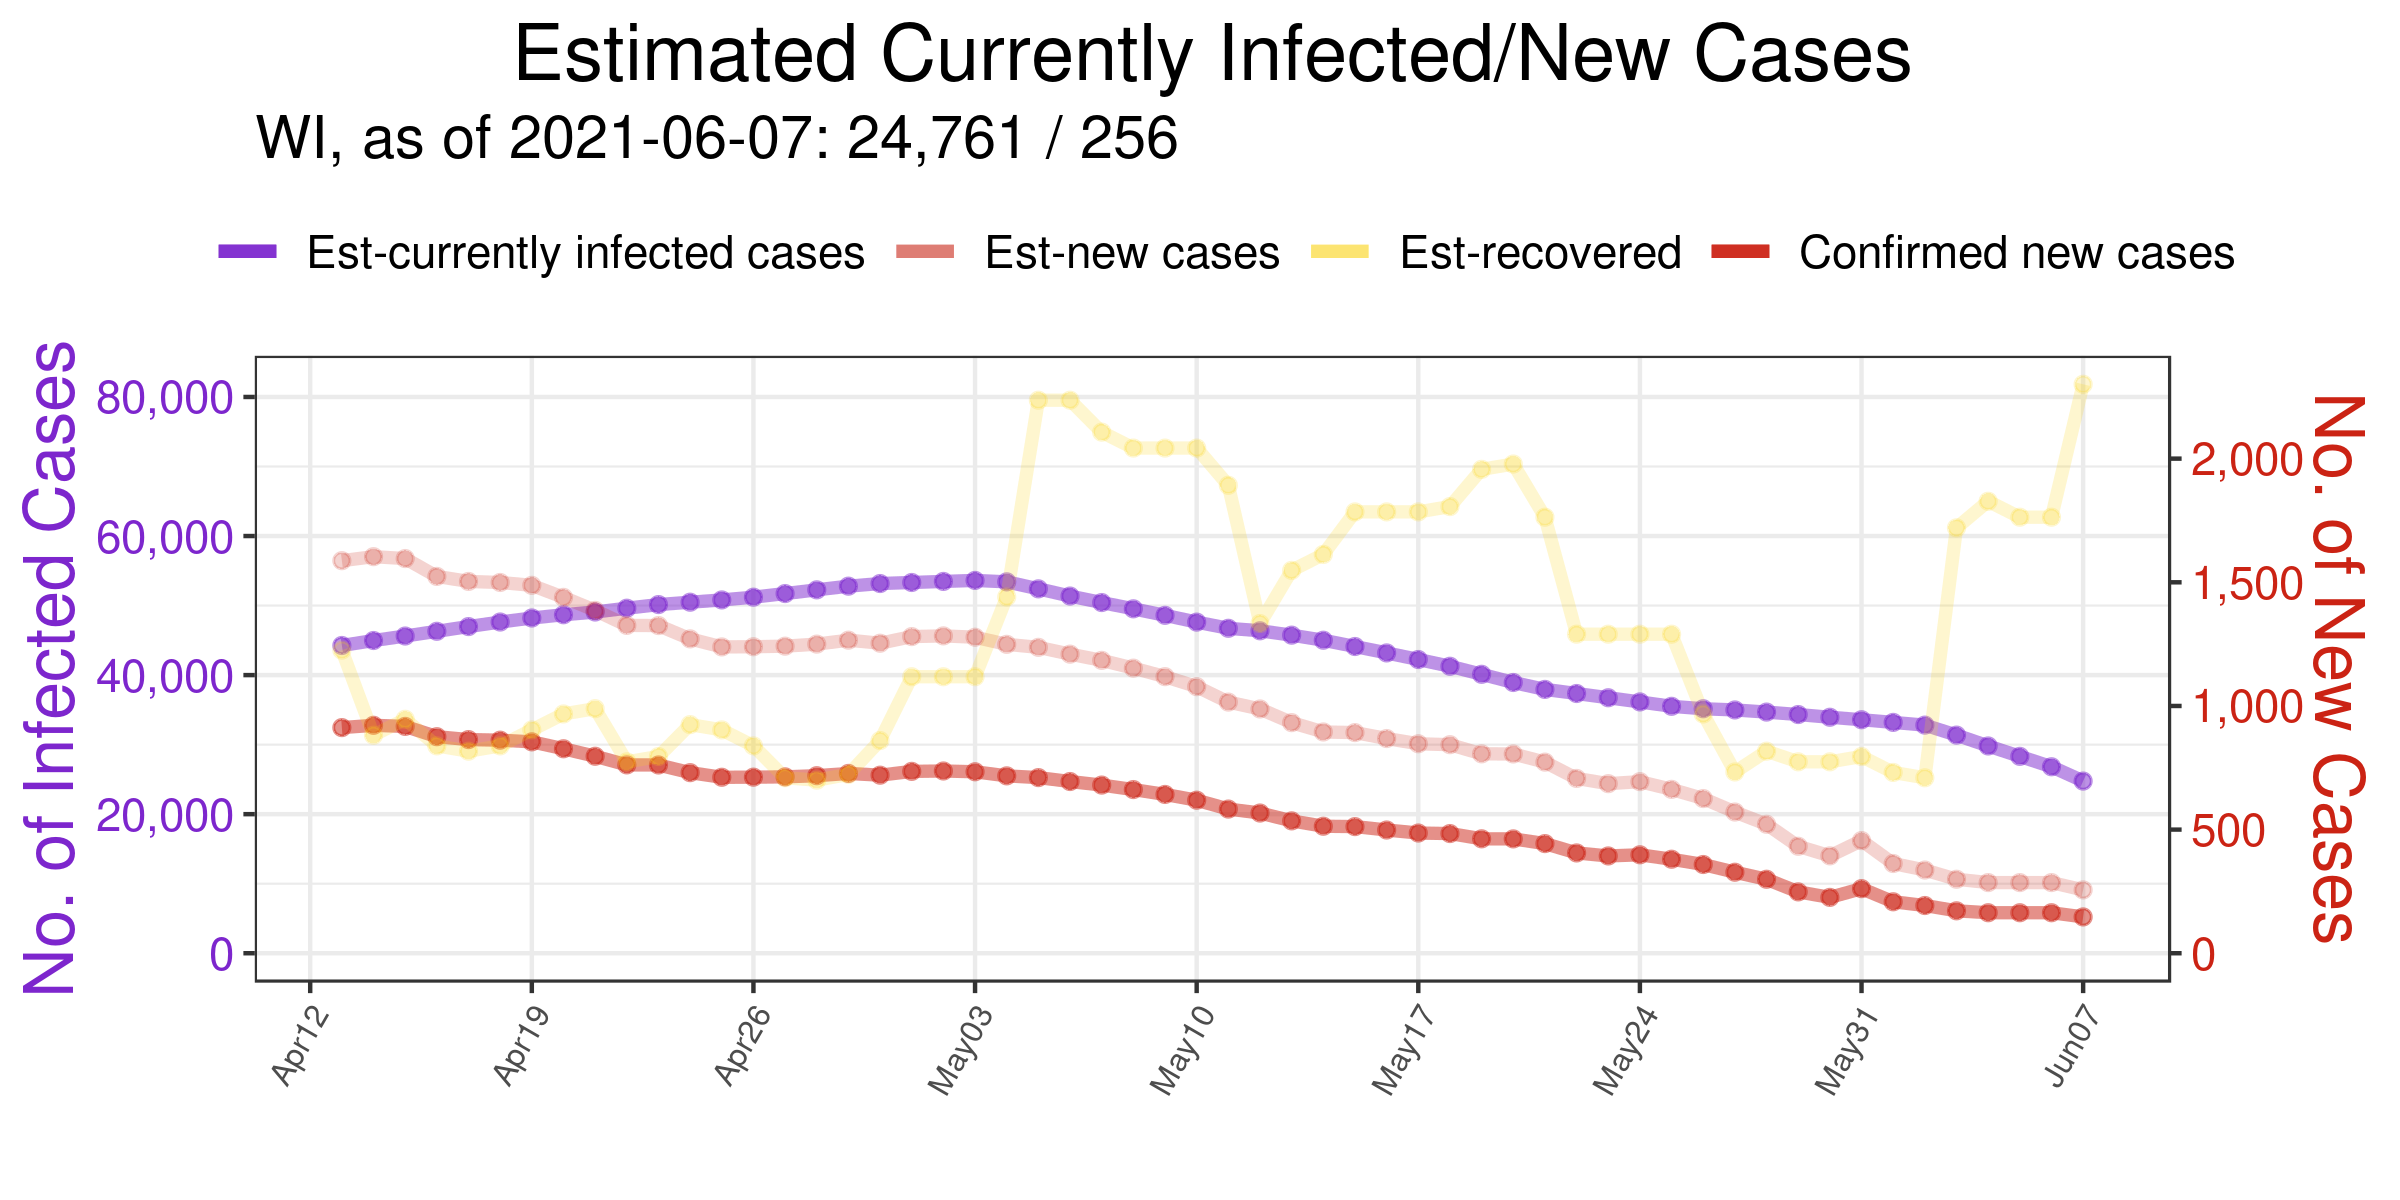 Estimated Currently Infected/New Cases
WI, as of 2021-06-07: 24,761 / 256
Est-currently infected cases Est-new cases Est-recovered Confirmed new cases
No. of Infected Cases
80,000
60,000
40,000
20,000
0
2,000
1,500
1,000
500
0
No. of New Cases
Apr12 Apr19 Apr26 May03 May10 May17 May24 May31 Jun07